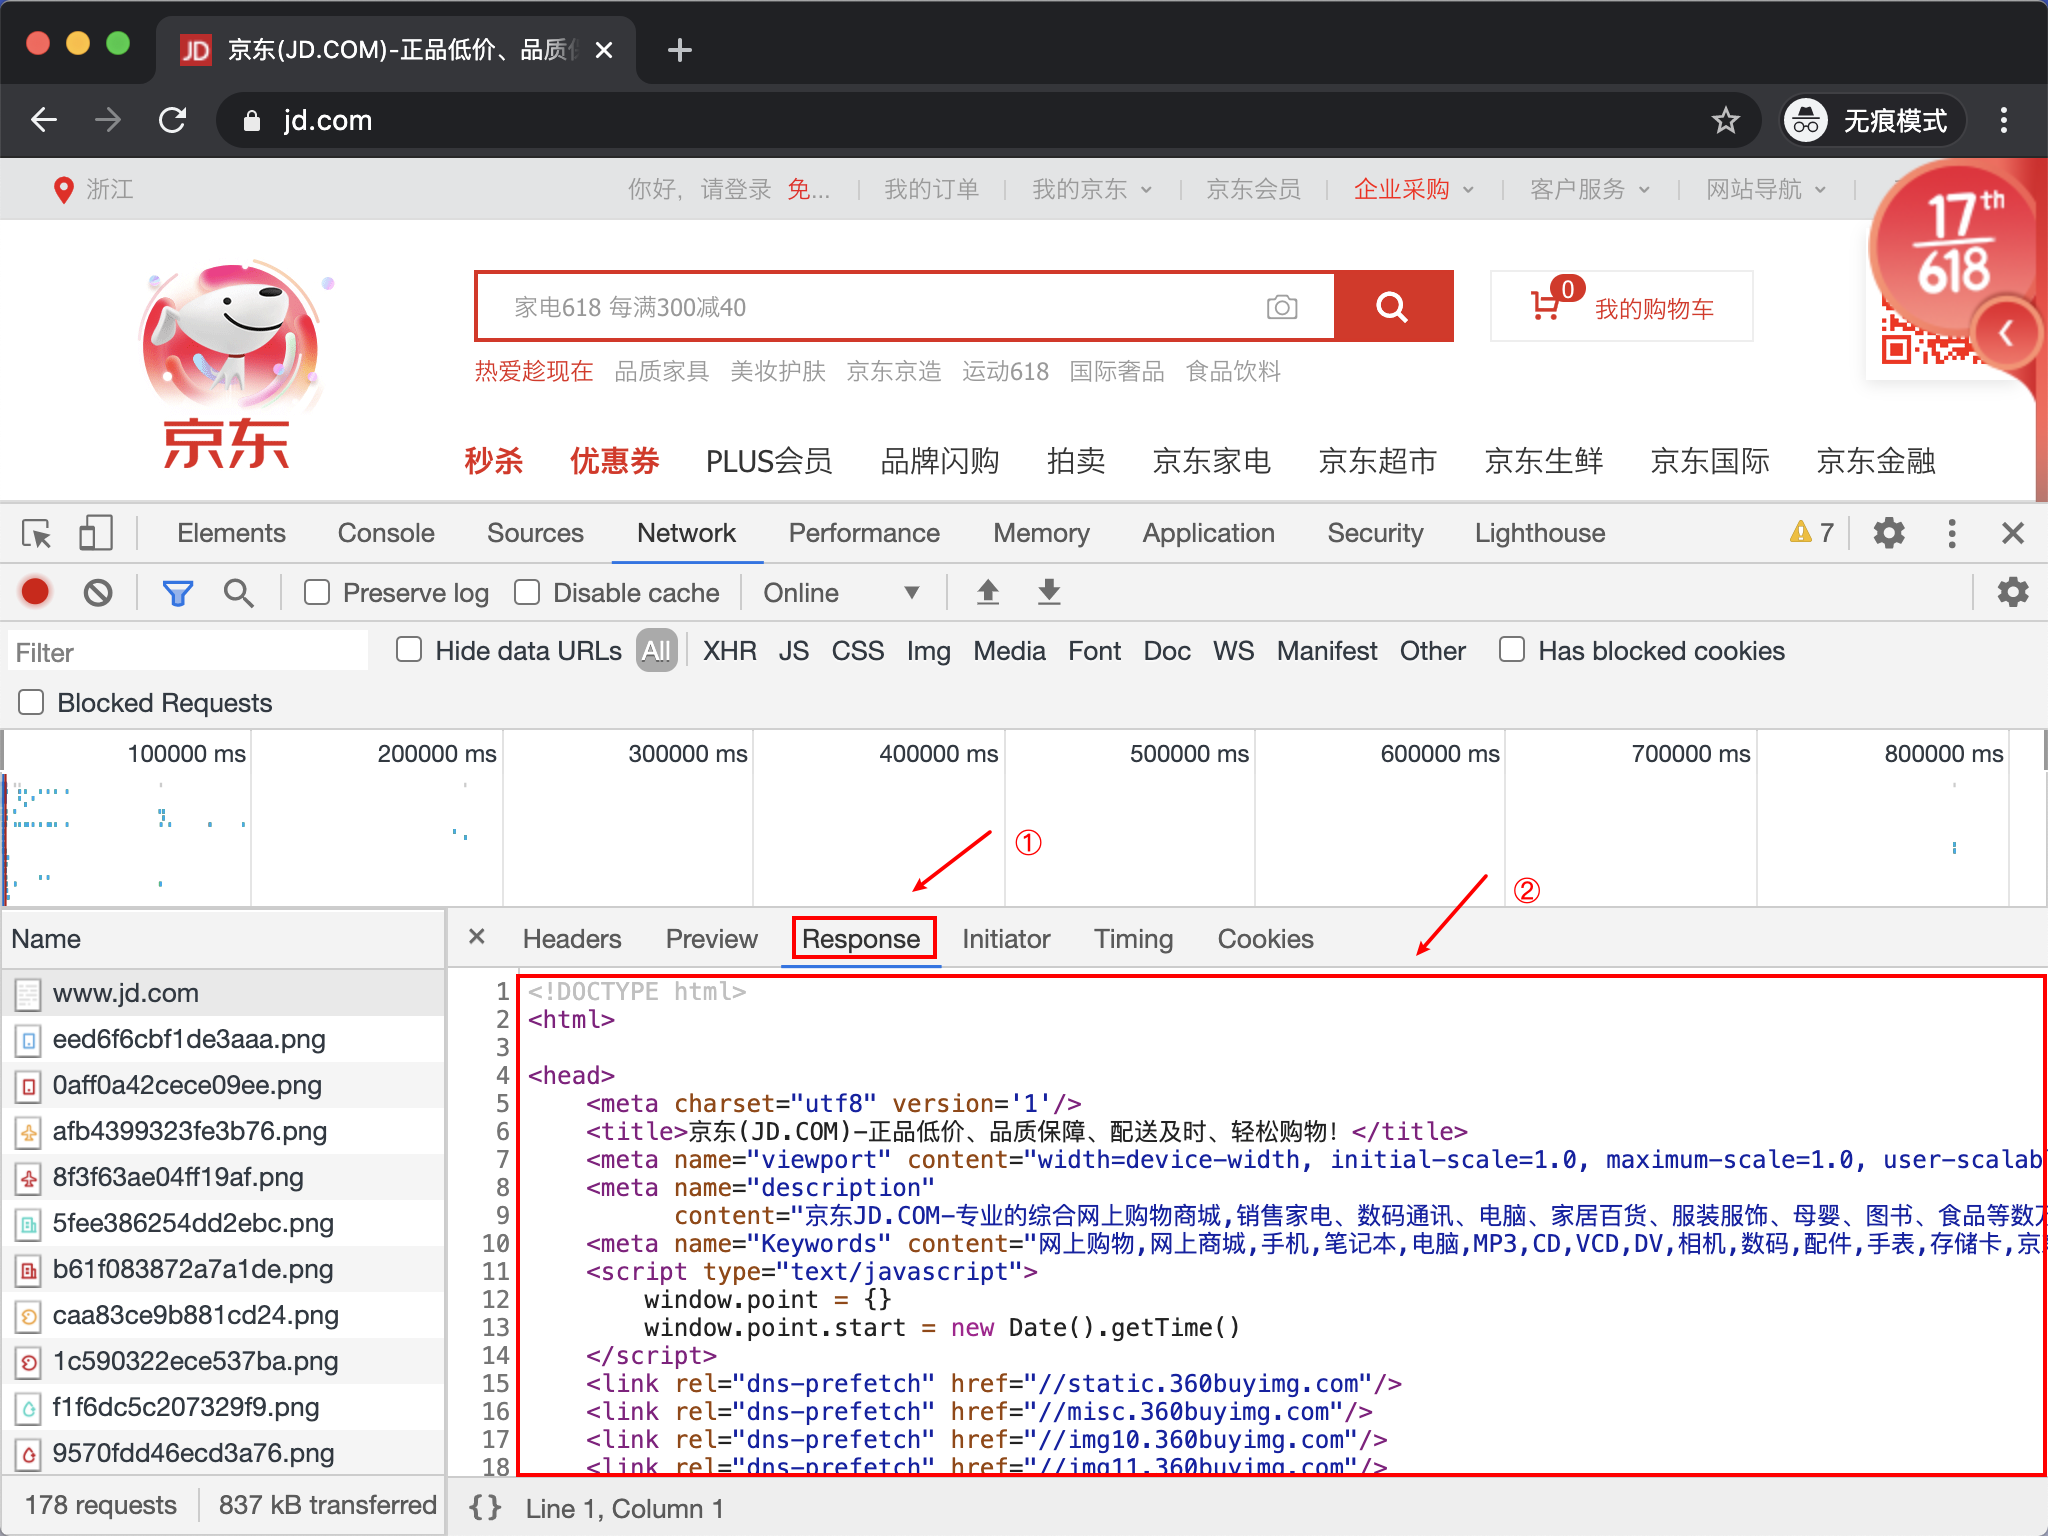 JD 京东(JD.COM)-正品低价、品质
jd.com 无痕模式
浙江 你好，请登录 免... 我的订单 我的京东 京东会员 企业采购 客户服务 网站导航
17th
618
家电618 每满300减40
0 我的购物车
热爱趁现在 品质家具 美妆护肤 京东京造 运动618 国际奢品 食品饮料
京东
秒杀 优惠券 PLUS会员 品牌闪购 拍卖 京东家电 京东超市 京东生鲜 京东国际 京东金融
Elements Console Sources Network Performance Memory Application Security Lighthouse 7
Preserve log Disable cache Online
Filter Hide data URLs All XHR JS CSS Img Media Font Doc WS Manifest Other Has blocked cookies
Blocked Requests
100000 ms 200000 ms 300000 ms 400000 ms 500000 ms 600000 ms 700000 ms 800000 ms
①
②
Name
× Headers Preview Response Initiator Timing Cookies
www.jd.com
eed6f6cbf1de3aaa.png
0aff0a42cece09ee.png
afb4399323fe3b76.png
8f3f63ae04ff19af.png
5fee386254dd2ebc.png
b61f083872a7a1de.png
caa83ce9b881cd24.png
1c590322ece537ba.png
f1f6dc5c207329f9.png
9570fdd46ecd3a76.png
1 <!DOCTYPE html>
2 <html>
3
4 <head>
5 <meta charset="utf8" version='1'/>
6 <title>京东(JD.COM)-正品低价、品质保障、配送及时、轻松购物！</title>
7 <meta name="viewport" content="width=device-width, initial-scale=1.0, maximum-scale=1.0, user-scalab
8 <meta name="description"
9 content="京东JD.COM-专业的综合网上购物商城,销售家电、数码通讯、电脑、家居百货、服装服饰、母婴、图书、食品等数万
10 <meta name="Keywords" content="网上购物,网上商城,手机,笔记本,电脑,MP3,CD,VCD,DV,相机,数码,配件,手表,存储卡,京
11 <script type="text/javascript">
12 window.point = {}
13 window.point.start = new Date().getTime()
14 </script>
15 <link rel="dns-prefetch" href="//static.360buyimg.com"/>
16 <link rel="dns-prefetch" href="//misc.360buyimg.com"/>
17 <link rel="dns-prefetch" href="//img10.360buyimg.com"/>
18 <link rel="dns-prefetch" href="//img11.360buyimg.com"/>
178 requests 837 kB transferred
{} Line 1, Column 1